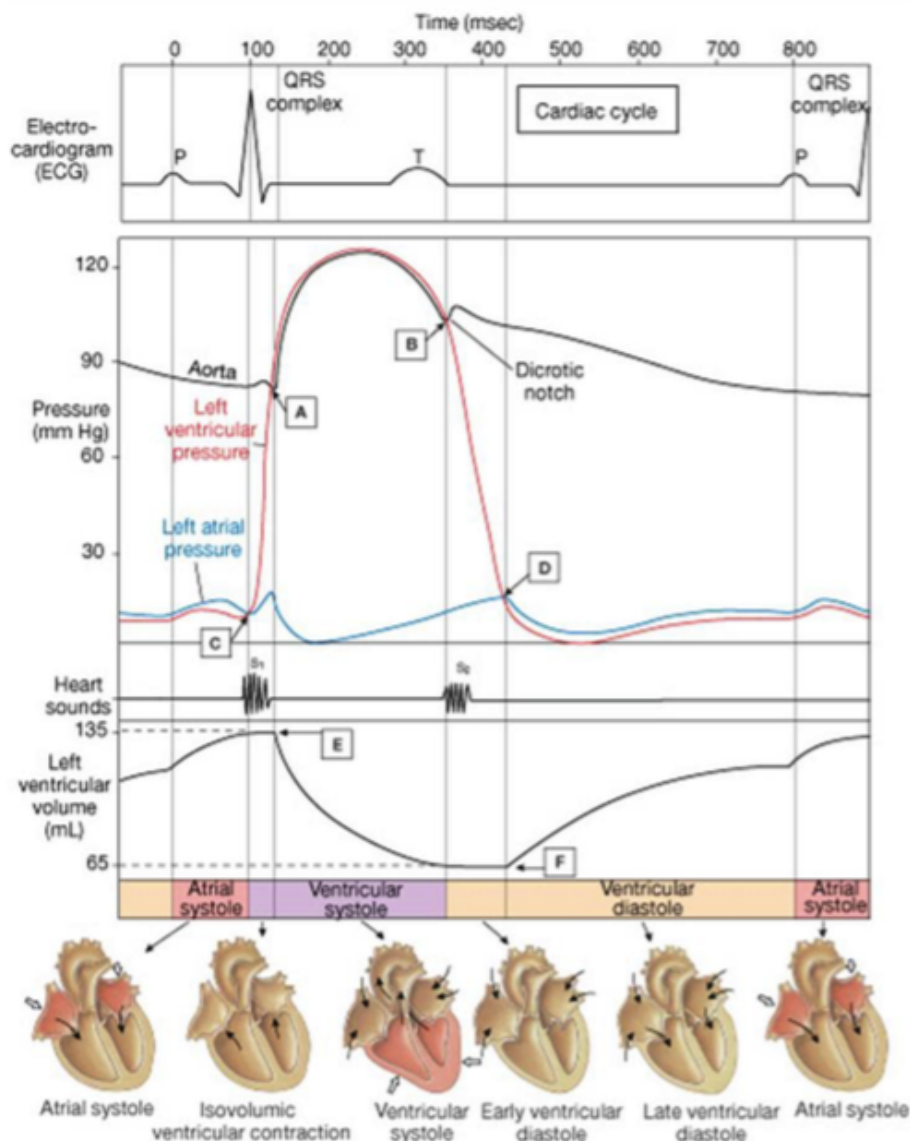 Time (msec)
0 100 200 300 400 500 600 700 800
QRS
complex
QRS
complex
Cardiac cycle
Electro-
cardiogram
(ECG)
P
T
P
120
90
60
30
Pressure
(mm Hg)
Aorta
A
B
Dicrotic
notch
Left
ventricular
pressure
Left atrial
pressure
D
C
Heart
sounds
S₁
S₂
135
Left
ventricular
volume
(mL)
65
E
F
Atrial
systole
Ventricular
systole
Ventricular
diastole
Atrial
systole
Atrial systole
Isovolumic
ventricular contraction
Ventricular
systole
Early ventricular
diastole
Late ventricular
diastole
Atrial systole